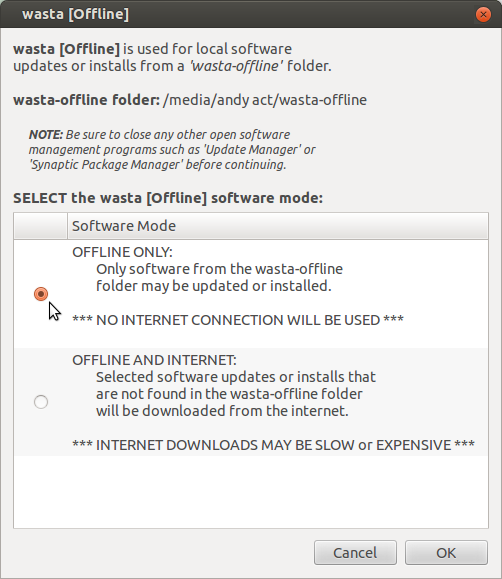 wasta [Offline]
wasta [Offline] is used for local software
updates or installs from a 'wasta-offline' folder.
wasta-offline folder: /media/andy act/wasta-offline
NOTE: Be sure to close any other open software
management programs such as 'Update Manager' or
'Synaptic Package Manager' before continuing.
SELECT the wasta [Offline] software mode:
Software Mode
OFFLINE ONLY:
Only software from the wasta-offline
folder may be updated or installed.
*** NO INTERNET CONNECTION WILL BE USED ***
OFFLINE AND INTERNET:
Selected software updates or installs that
are not found in the wasta-offline folder
will be downloaded from the internet.
*** INTERNET DOWNLOADS MAY BE SLOW or EXPENSIVE ***
Cancel
OK